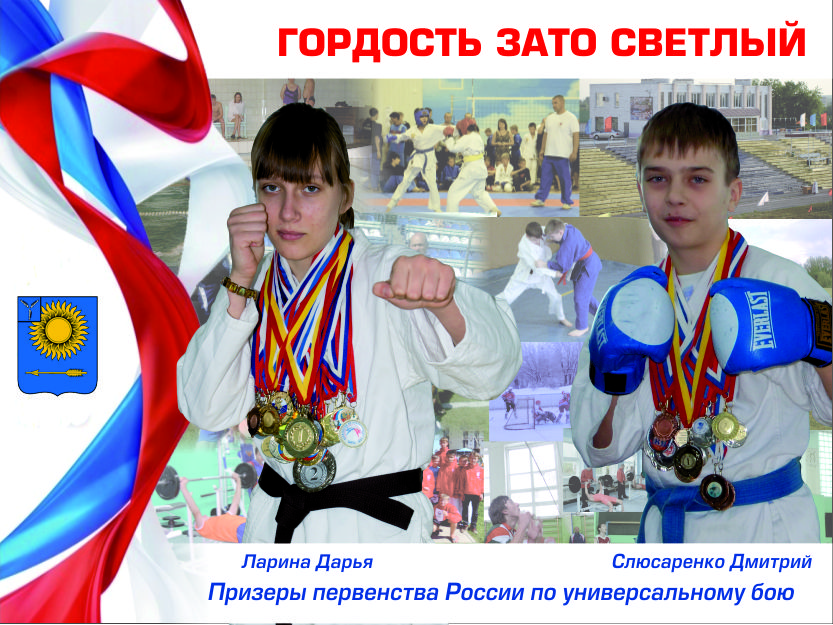 ГОРДОСТЬ ЗАТО СВЕТЛЫЙ
EVERLAST
Ларина Дарья Слюсаренко Дмитрий
Призеры первенства России по универсальному бою